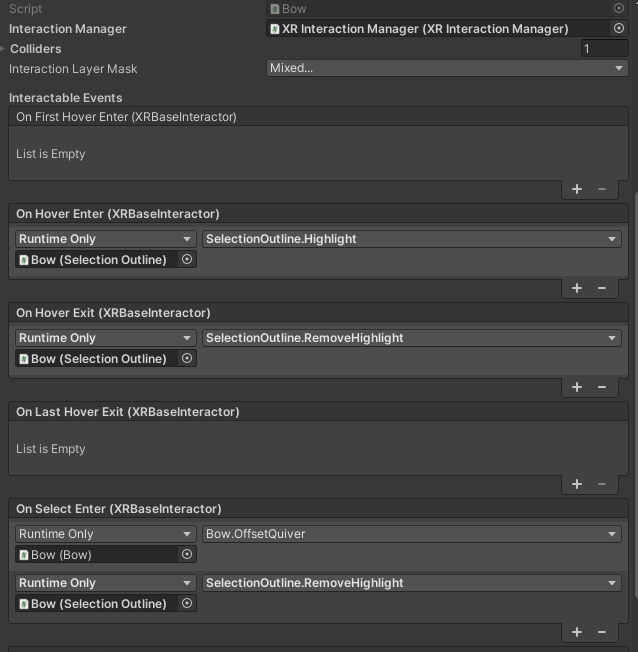 Script Bow
Interaction Manager XR Interaction Manager (XR Interaction Manager)
Colliders 1
Interaction Layer Mask Mixed...
Interactable Events
On First Hover Enter (XRBaseInteractor)
List is Empty
+ −
On Hover Enter (XRBaseInteractor)
Runtime Only SelectionOutline.Highlight
Bow (Selection Outline)
+ −
On Hover Exit (XRBaseInteractor)
Runtime Only SelectionOutline.RemoveHighlight
Bow (Selection Outline)
+ −
On Last Hover Exit (XRBaseInteractor)
List is Empty
+ −
On Select Enter (XRBaseInteractor)
Runtime Only Bow.OffsetQuiver
Bow (Bow)
Runtime Only SelectionOutline.RemoveHighlight
Bow (Selection Outline)
+ −